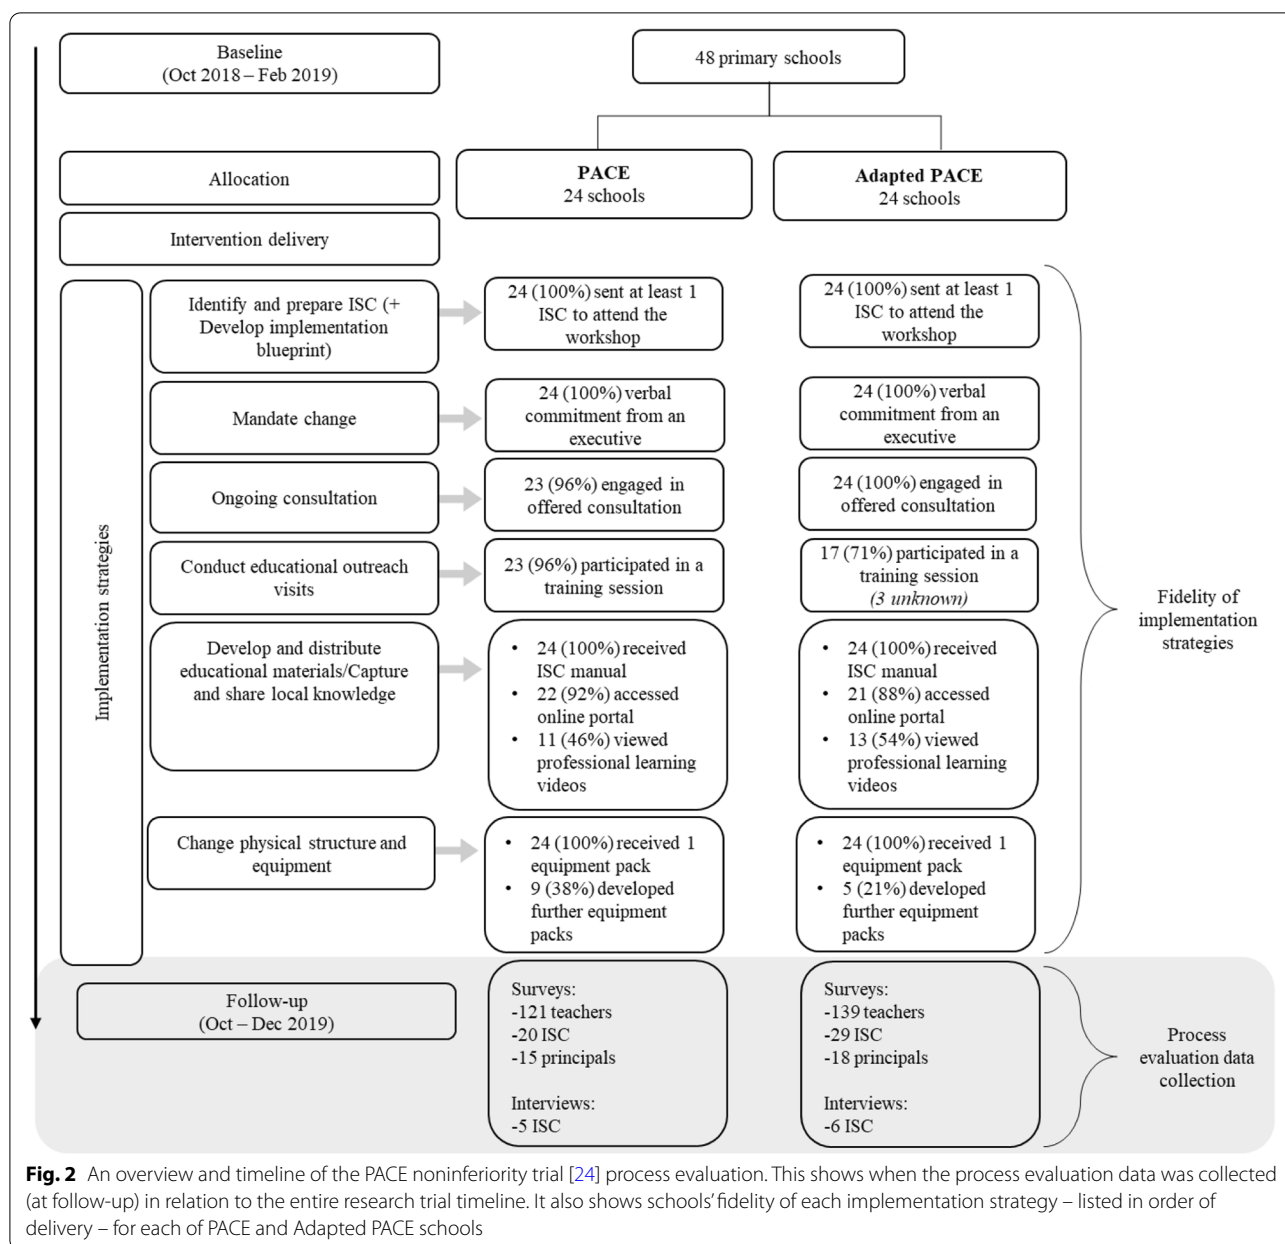 Baseline
(Oct 2018 – Feb 2019)
48 primary schools
Allocation
PACE
24 schools
Adapted PACE
24 schools
Intervention delivery
Implementation strategies
Identify and prepare ISC (+
Develop implementation
blueprint)
24 (100%) sent at least 1
ISC to attend the
workshop
24 (100%) sent at least 1
ISC to attend the
workshop
Mandate change
24 (100%) verbal
commitment from an
executive
24 (100%) verbal
commitment from an
executive
Ongoing consultation
23 (96%) engaged in
offered consultation
24 (100%) engaged in
offered consultation
Conduct educational outreach
visits
23 (96%) participated in a
training session
17 (71%) participated in a
training session
(3 unknown)
Fidelity of
implementation
strategies
Develop and distribute
educational materials/Capture
and share local knowledge
• 24 (100%) received
ISC manual
• 22 (92%) accessed
online portal
• 11 (46%) viewed
professional learning
videos
• 24 (100%) received
ISC manual
• 21 (88%) accessed
online portal
• 13 (54%) viewed
professional learning
videos
Change physical structure and
equipment
• 24 (100%) received 1
equipment pack
• 9 (38%) developed
further equipment
packs
• 24 (100%) received 1
equipment pack
• 5 (21%) developed
further equipment
packs
Follow-up
(Oct – Dec 2019)
Surveys:
-121 teachers
-20 ISC
-15 principals
Interviews:
-5 ISC
Surveys:
-139 teachers
-29 ISC
-18 principals
Interviews:
-6 ISC
Process
evaluation data
collection
Fig. 2 An overview and timeline of the PACE noninferiority trial [24] process evaluation. This shows when the process evaluation data was collected
(at follow-up) in relation to the entire research trial timeline. It also shows schools’ fidelity of each implementation strategy – listed in order of
delivery – for each of PACE and Adapted PACE schools